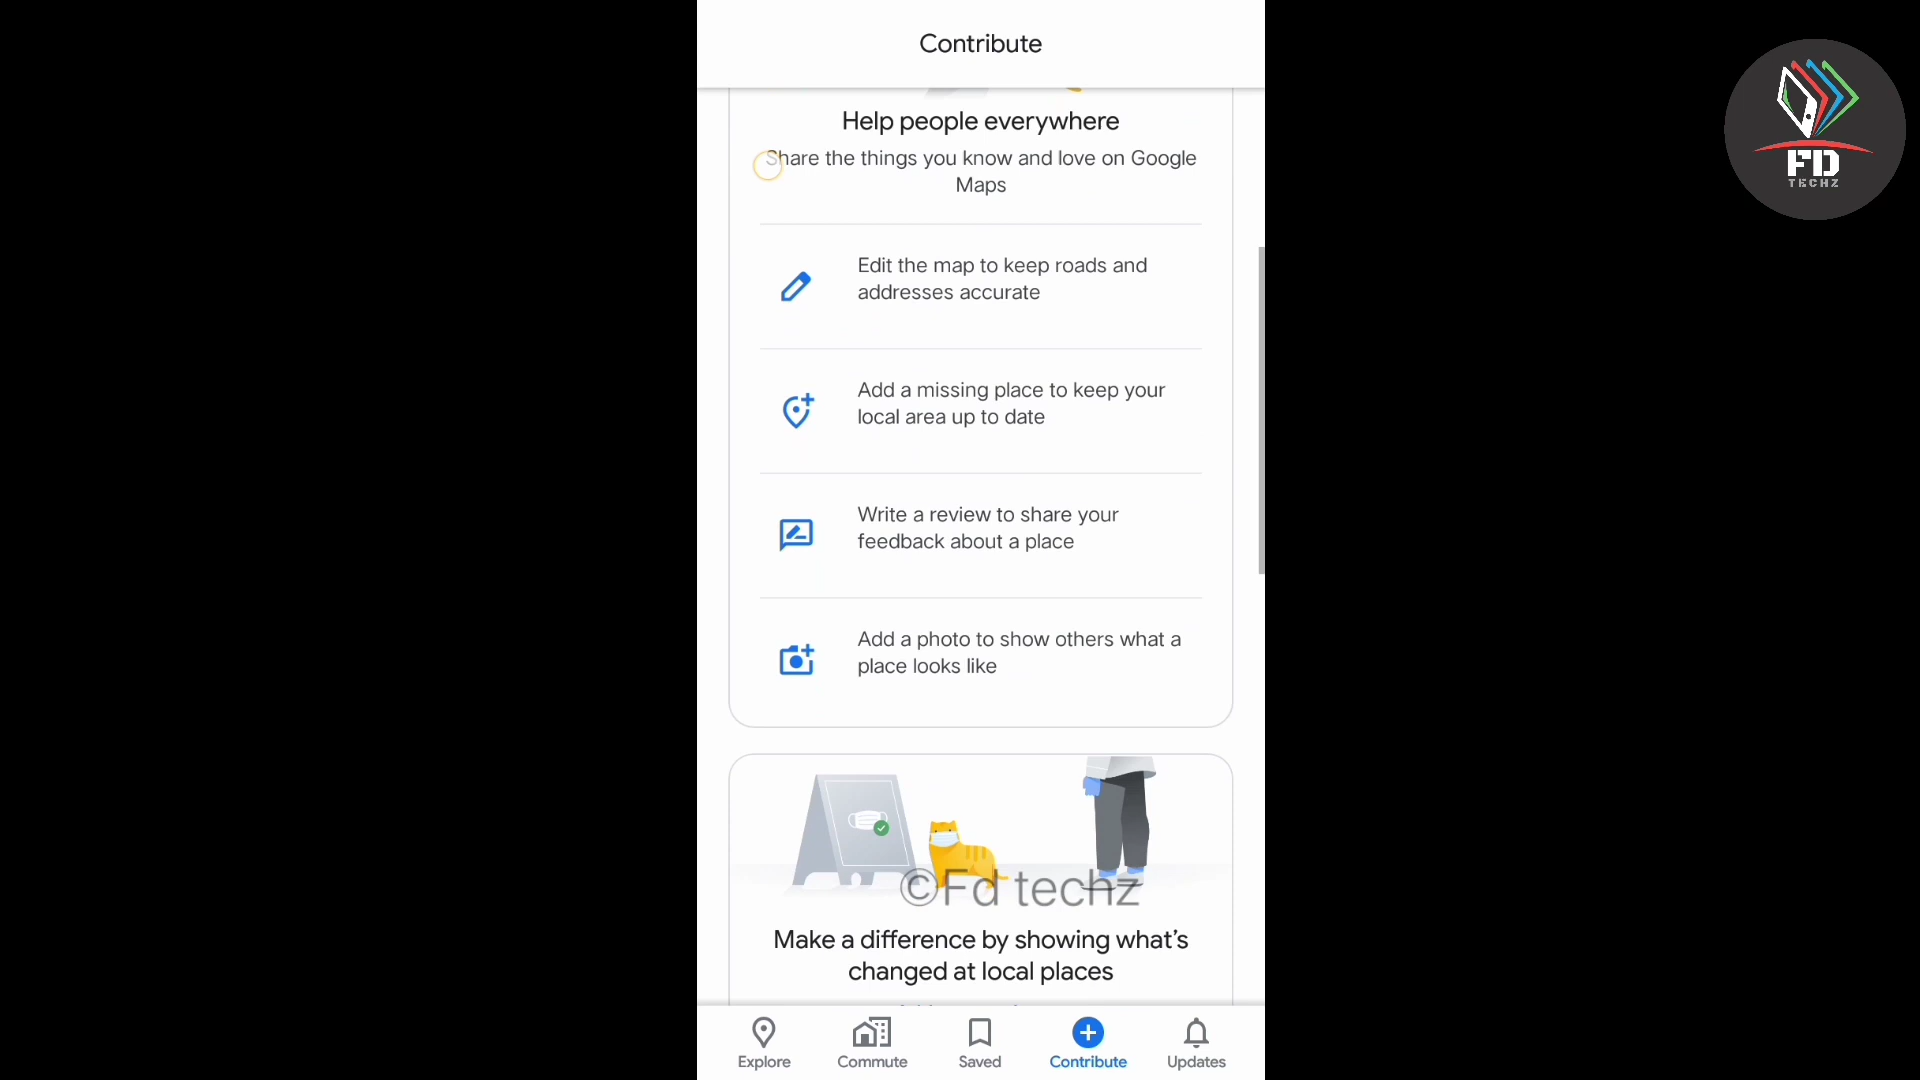 Contribute
Help people everywhere
Share the things you know and love on Google
Maps
Edit the map to keep roads and
addresses accurate
Add a missing place to keep your
local area up to date
Write a review to share your
feedback about a place
Add a photo to show others what a
place looks like
©Fd techz
Make a difference by showing what's
changed at local places
Explore
Commute
Saved
Contribute
Updates
FD
TECHZ